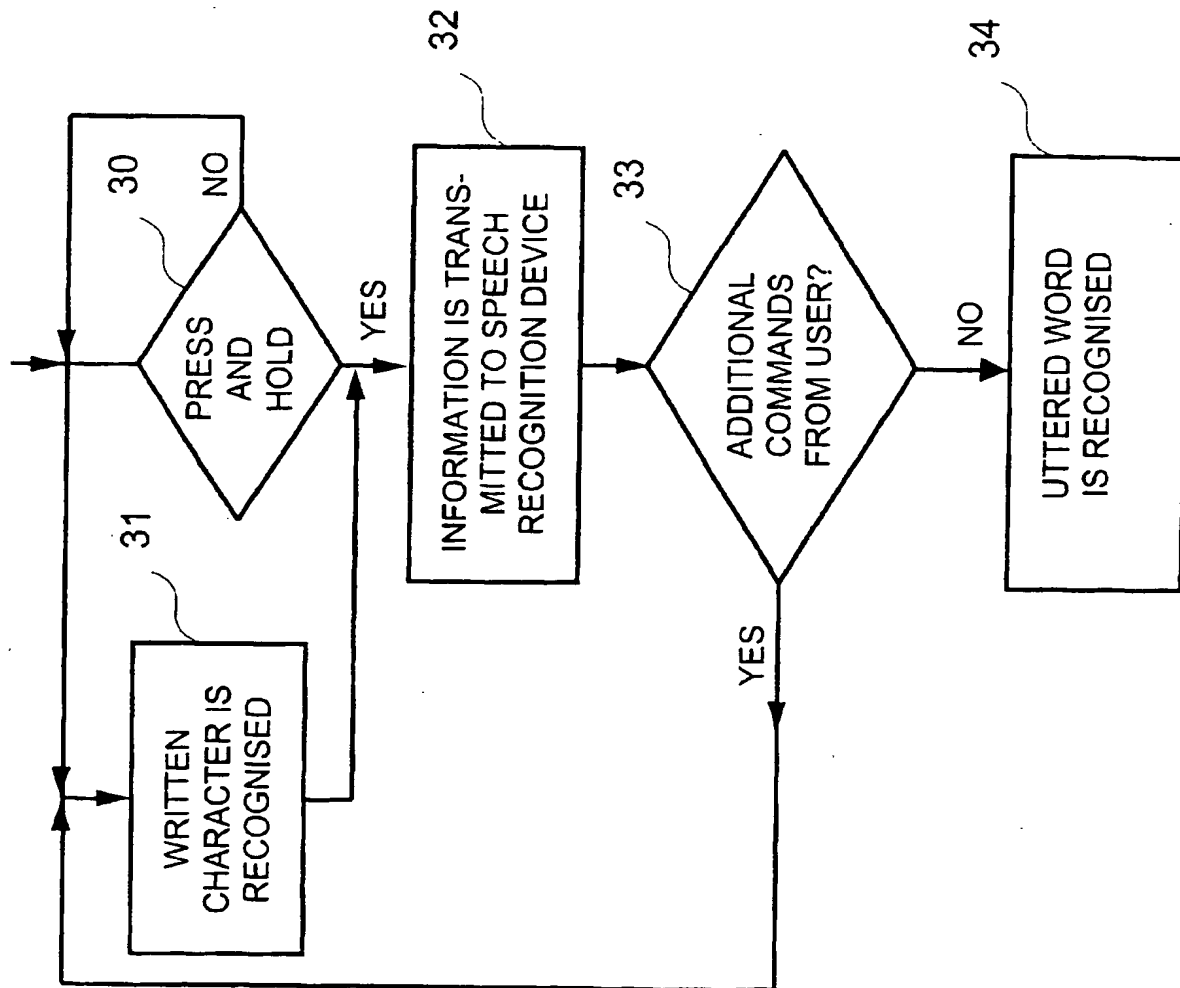 30
PRESS
AND
HOLD
NO
YES
31
WRITTEN
CHARACTER IS
RECOGNISED
32
INFORMATION IS TRANS-
MITTED TO SPEECH
RECOGNITION DEVICE
33
ADDITIONAL
COMMANDS
FROM USER?
YES
NO
34
UTTERED WORD
IS RECOGNISED